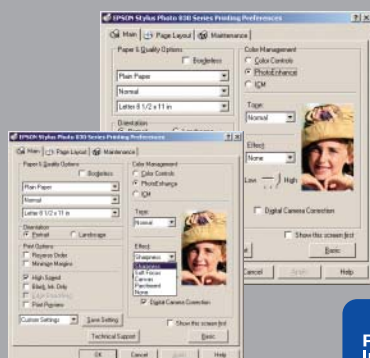 EPSON Stylus Photo 830 Series Printing Preferences
Main
Page Layout
Maintenance
Paper & Quality Options
Borderless
Plain Paper
Normal
Letter 8 1/2 x 11 in
Orientation
Color Management
Color Controls
PhotoEnhance
ICM
Tone:
Normal
Effect:
None
Low
High
Digital Camera Correction
Show this screen first
Basic
Cancel
Apply
Help
EPSON Stylus Photo 830 Series Printing Preferences
Main
Page Layout
Maintenance
Paper & Quality Options
Borderless
Plain Paper
Normal
Letter 8 1/2 x 11 in
Orientation
Portrait
Landscape
Print Options
Reverse Order
Minimize Margins
High Speed
Black Ink Only
Edge Smoothing
Print Preview
Custom Settings
Save Setting
Technical Support
Color Management
Color Controls
PhotoEnhance
ICM
Tone:
Normal
Effect:
Sharpness
Sharpness
Soft Focus
Canvas
Parchment
None
Digital Camera Correction
Show this screen first
Basic
OK
Cancel
Apply
Help